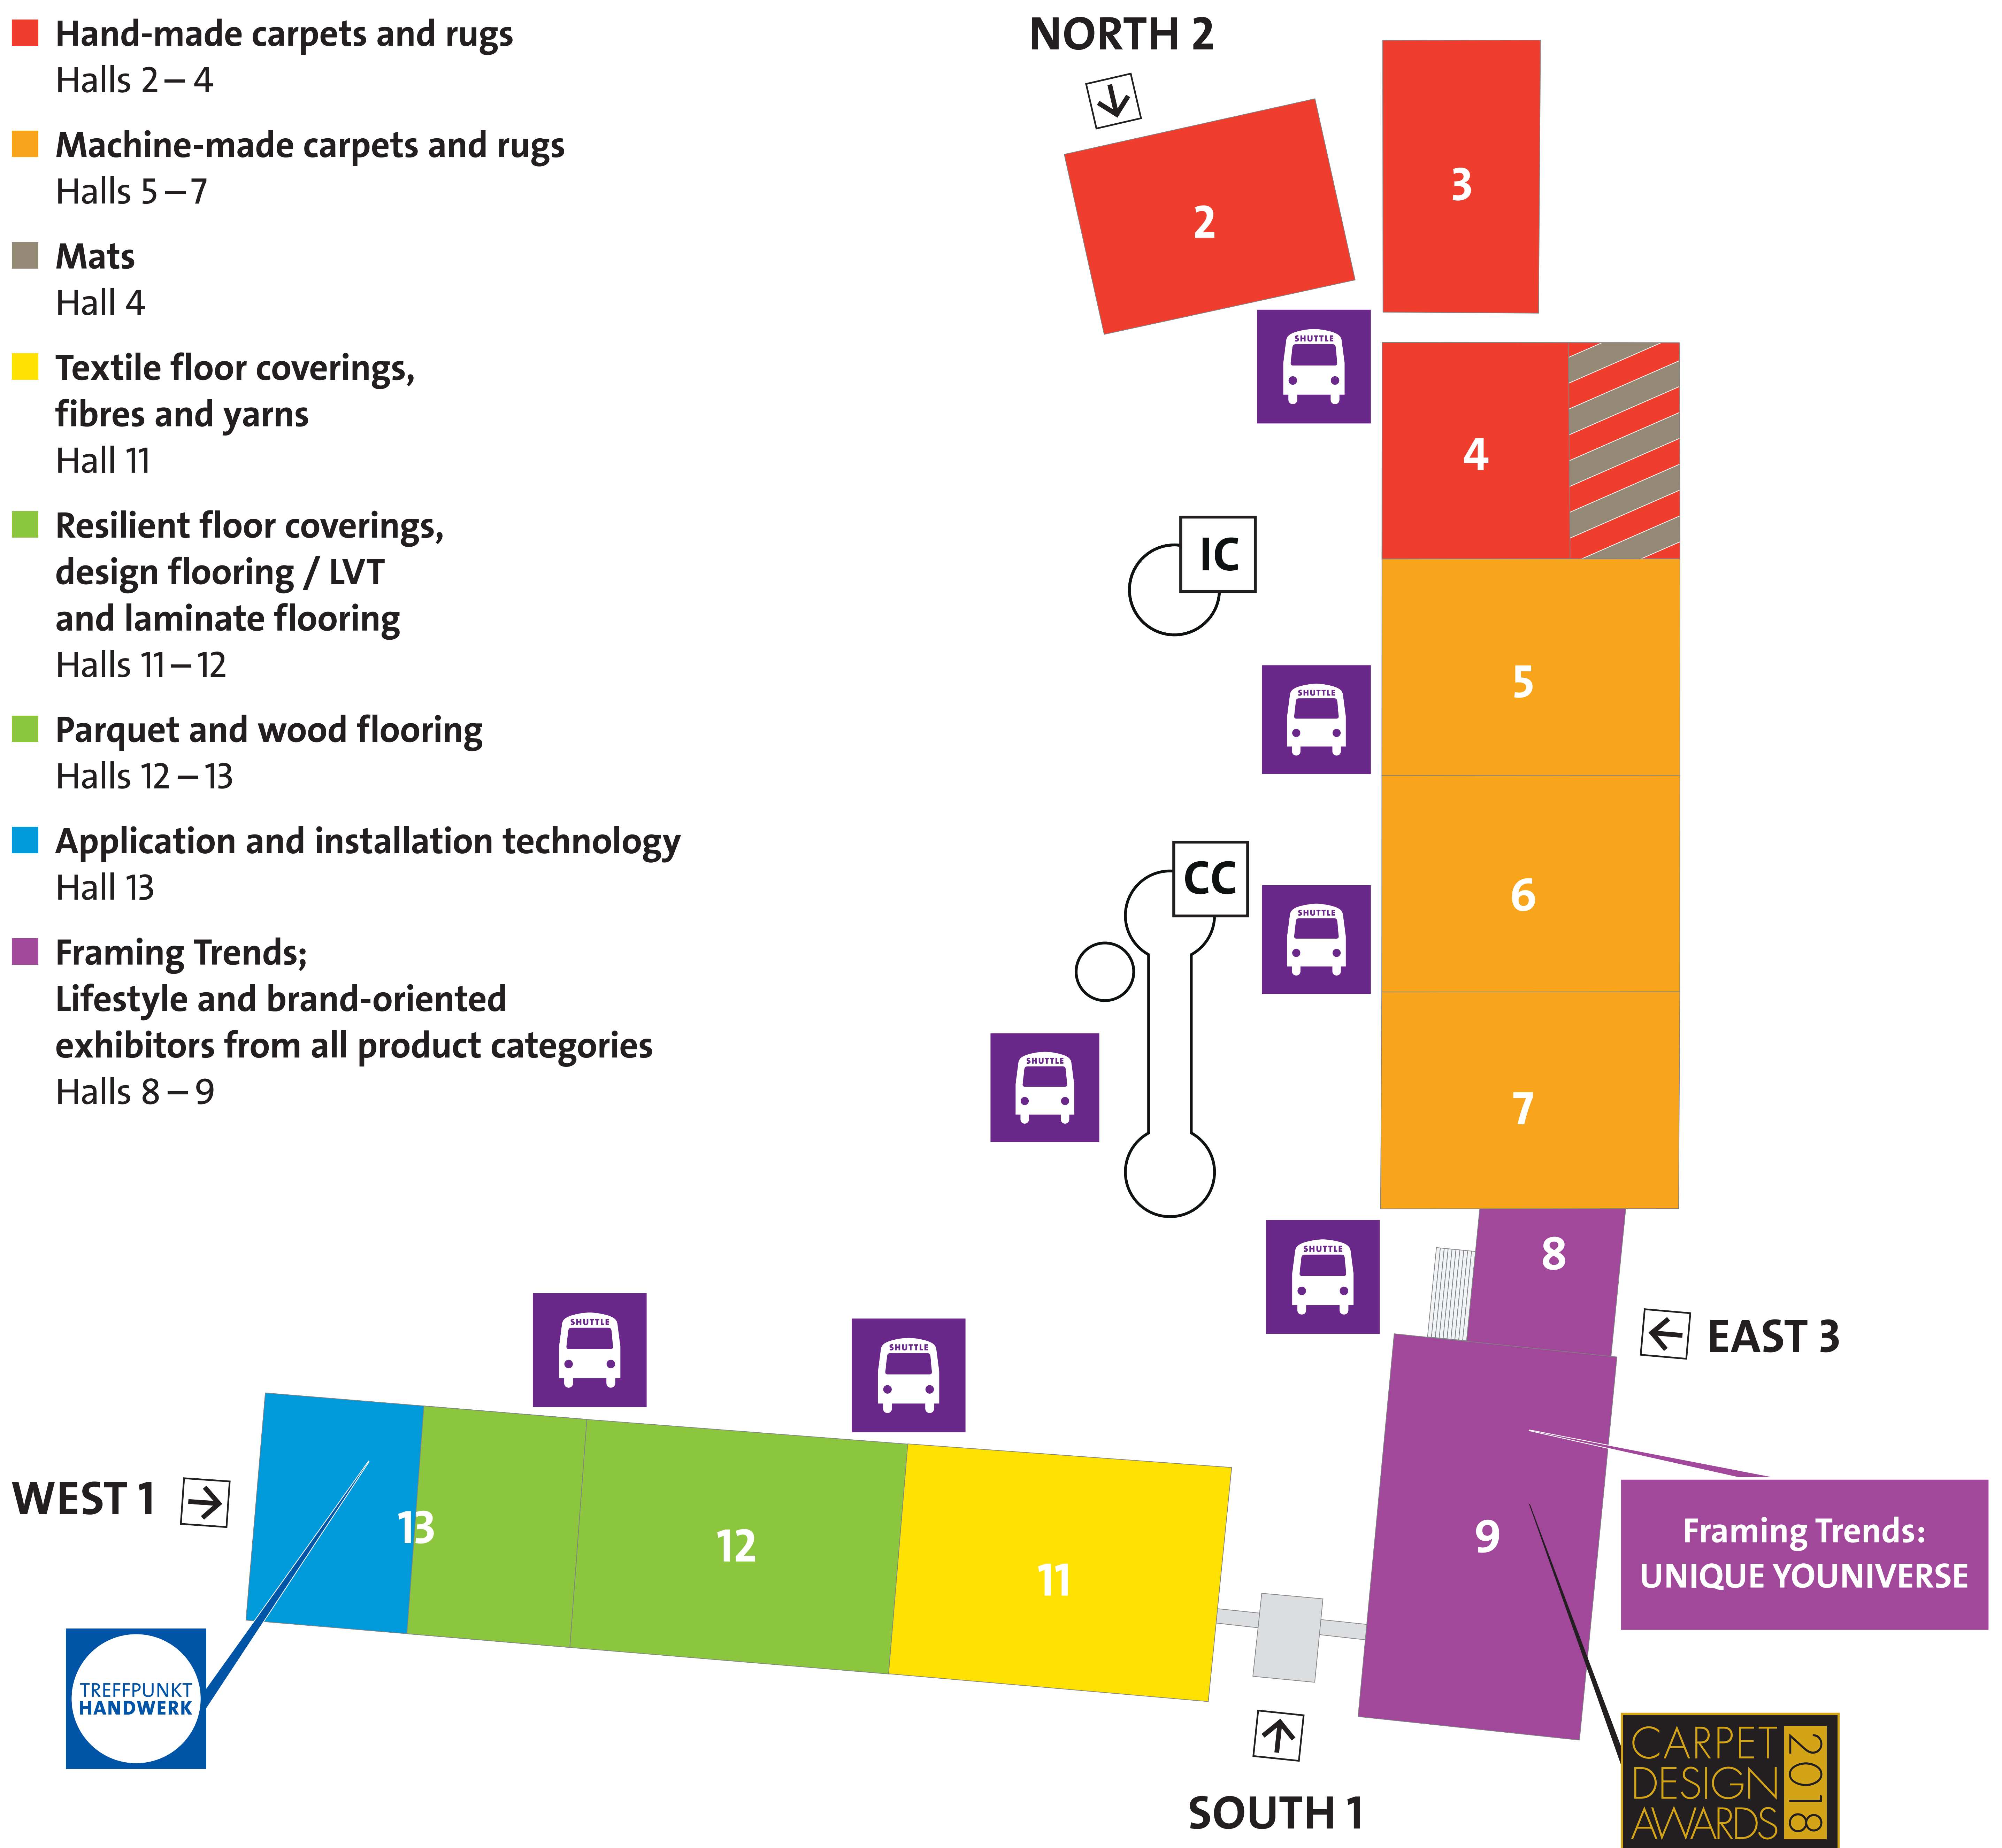 Hand-made carpets and rugs
Halls 2 – 4
Machine-made carpets and rugs
Halls 5 – 7
Mats
Hall 4
Textile floor coverings,
fibres and yarns
Hall 11
Resilient floor coverings,
design flooring / LVT
and laminate flooring
Halls 11 – 12
Parquet and wood flooring
Halls 12 – 13
Application and installation technology
Hall 13
Framing Trends;
Lifestyle and brand-oriented
exhibitors from all product categories
Halls 8 – 9
NORTH 2
2
3
SHUTTLE
4
IC
5
SHUTTLE
CC
6
SHUTTLE
SHUTTLE
7
SHUTTLE
8
EAST 3
SHUTTLE
SHUTTLE
WEST 1
13
12
11
9
Framing Trends:
UNIQUE YOUNIVERSE
TREFFPUNKT
HANDWERK
SOUTH 1
CARPET
DESIGN
AWARDS
2018